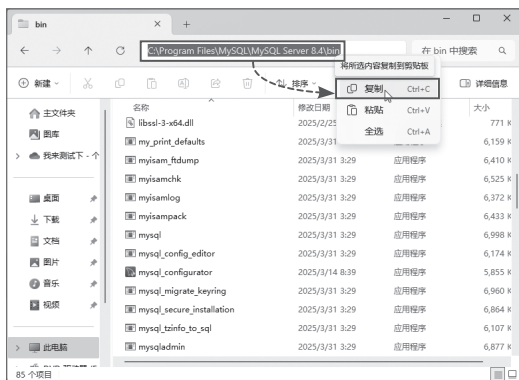 bin
C:\Program Files\MySQL\MySQL Server 8.4\bin
在 bin 中搜索
将所选内容复制到剪贴板
新建
排序
详细信息
复制 Ctrl+C
粘贴 Ctrl+V
全选 Ctrl+A
主文件夹
图库
我来测试下 - 个
桌面
下载
文档
图片
音乐
视频
此电脑
名称 修改日期 大小
libssl-3-x64.dll 2025/2/25 771 K
my_print_defaults 2025/3/31 3:29 6,159
myisam_ftdump 2025/3/31 3:29 应用程序 6,410 K
myisamchk 2025/3/31 3:29 应用程序 6,525 K
myisamlog 2025/3/31 3:29 应用程序 6,372 K
myisampack 2025/3/31 3:29 应用程序 6,433 K
mysql 2025/3/31 3:29 应用程序 6,998 K
mysql_config_editor 2025/3/31 3:29 应用程序 6,174 K
mysql_configurator 2025/3/14 8:39 应用程序 5,855 K
mysql_migrate_keyring 2025/3/31 3:29 应用程序 6,960 K
mysql_secure_installation 2025/3/31 3:29 应用程序 6,864 K
mysql_tzinfo_to_sql 2025/3/31 3:29 应用程序 6,107 K
mysqladmin 2025/3/31 3:29 应用程序 6,877 K
85 个项目